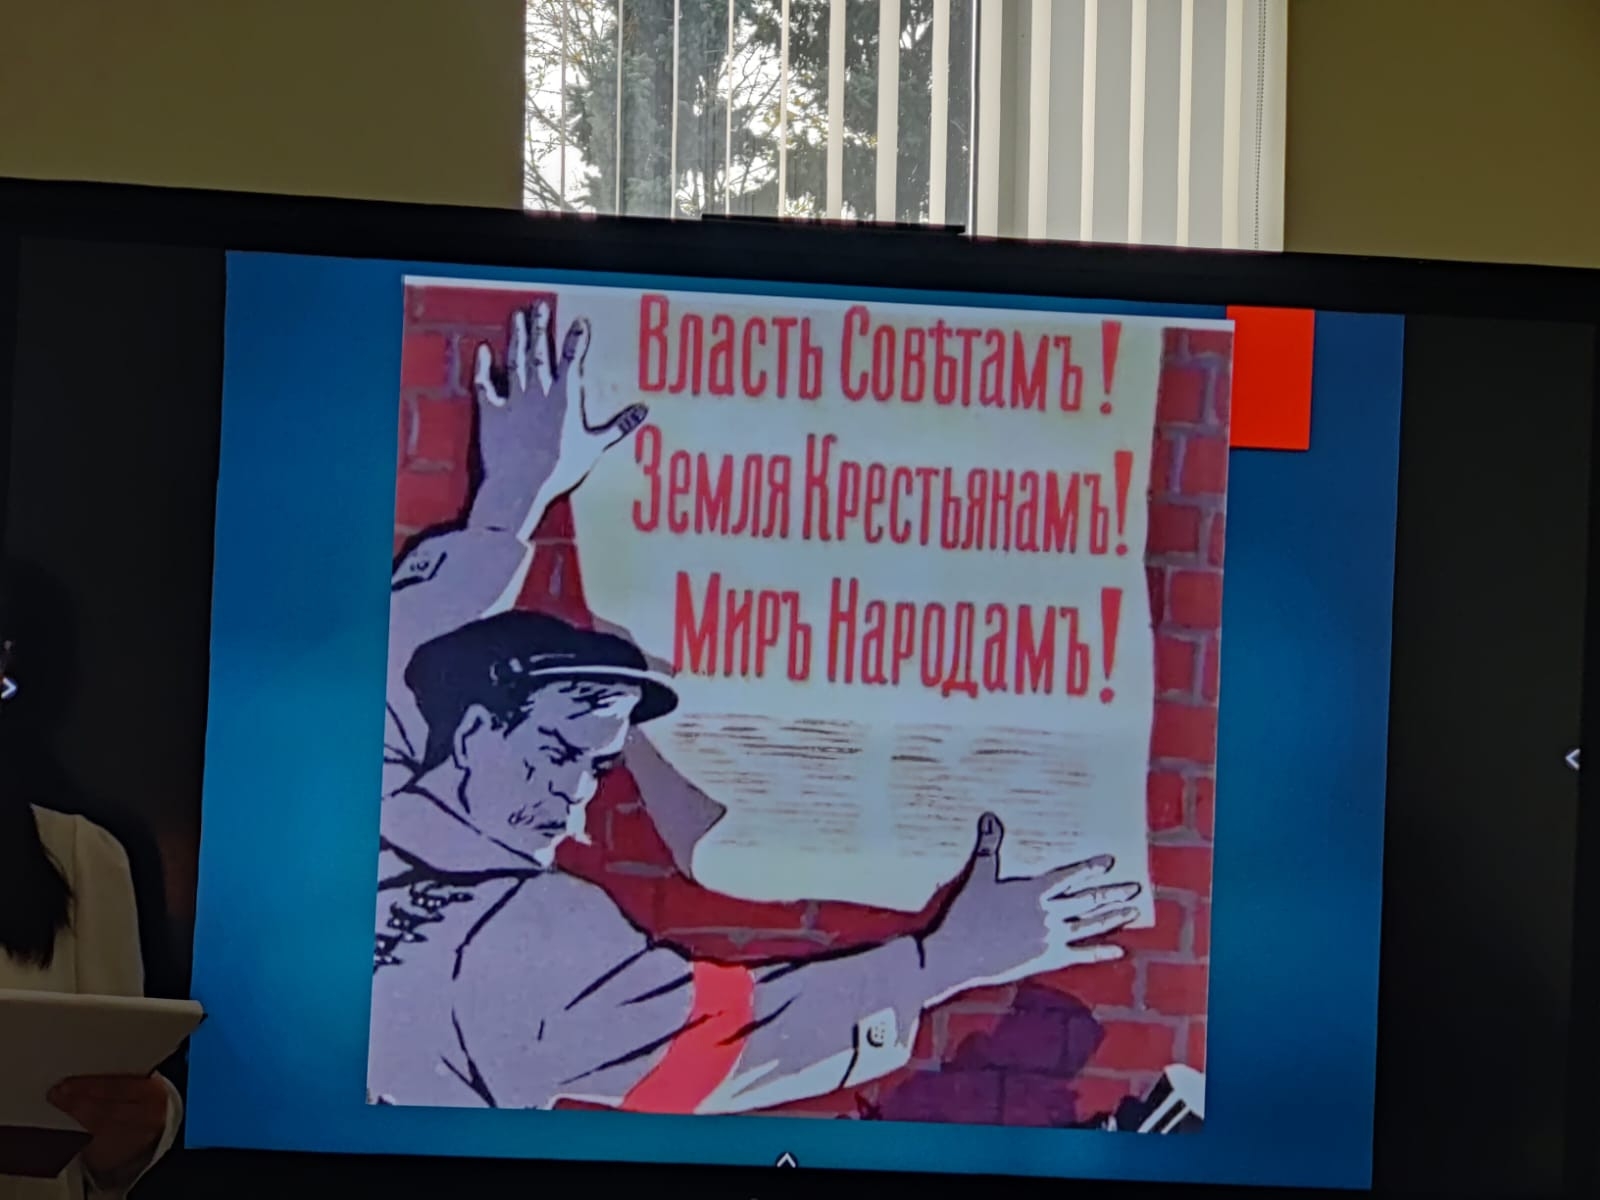 Власть Совѣтамъ!
Земля Крестьянамъ!
Миръ Народамъ!